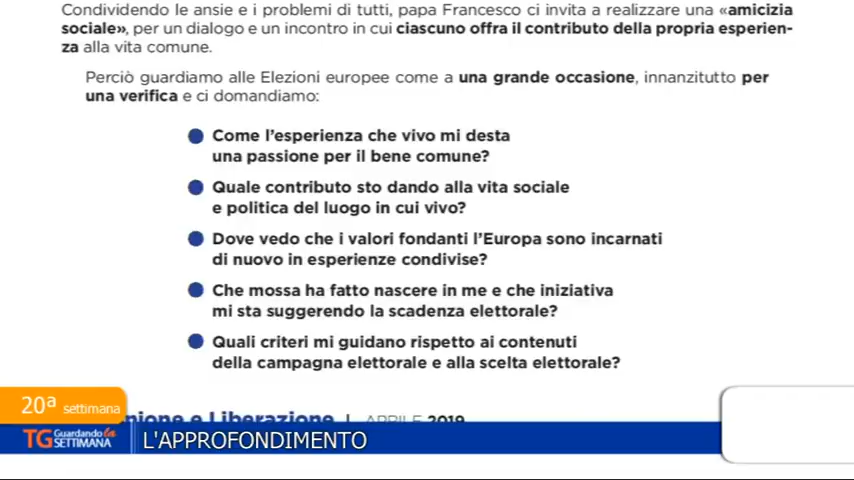 Condividendo le ansie e i problemi di tutti, papa Francesco ci invita a realizzare una «amicizia
sociale», per un dialogo e un incontro in cui ciascuno offra il contributo della propria esperien-
za alla vita comune.
Perciò guardiamo alle Elezioni europee come a una grande occasione, innanzitutto per
una verifica e ci domandiamo:
Come l'esperienza che vivo mi desta
una passione per il bene comune?
Quale contributo sto dando alla vita sociale
e politica del luogo in cui vivo?
Dove vedo che i valori fondanti l'Europa sono incarnati
di nuovo in esperienze condivise?
Che mossa ha fatto nascere in me e che iniziativa
mi sta suggerendo la scadenza elettorale?
Quali criteri mi guidano rispetto ai contenuti
della campagna elettorale e alla scelta elettorale?
20ª settimana
nione e Liberazione | APRILE 2019
TG Guardando la
SETTIMANA
L'APPROFONDIMENTO